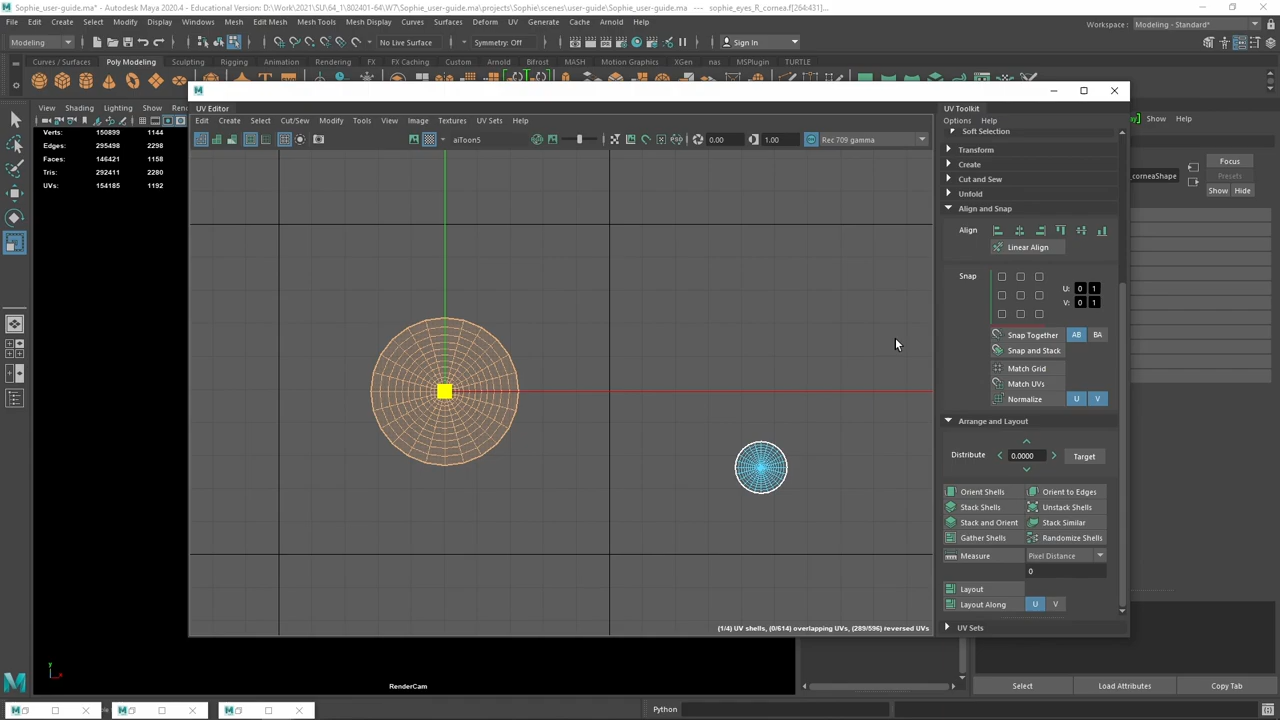 Sophie_user-guide.ma* - Autodesk Maya 2020.4 - Educational Version: D:\Work\2021\SU\64_1\802401-64\W7\Sophie_user-guide.ma\projects\Sophie\scenes\user-guide\Sophie_user-guide.ma --- sophie_eyes_R_cornea.f[264:431]...
File Edit Create Select Modify Display Windows Mesh Edit Mesh Mesh Tools Mesh Display Curves Surfaces Deform UV Generate Cache Arnold Help
Workspace : Modeling - Standard*
Modeling No Live Surface Symmetry: Off Sign In
Curves / Surfaces Poly Modeling Sculpting Rigging Animation Rendering FX FX Caching Custom Arnold Bifrost MASH Motion Graphics XGen nas MSPlugin TURTLE
View Shading Lighting Show Ren
Show Help
Verts: 150899 1144
Edges: 295498 2298
Faces: 146421 1158
Tris: 292411 2280
UVs: 154185 1192
UV Editor
Edit Create Select Cut/Sew Modify Tools View Image Textures UV Sets Help
aiToon5 0.00 1.00 Rec 709 gamma
UV Toolkit
Options Help
Soft Selection
Transform
Create
Cut and Sew
Unfold
Align and Snap
Align
Linear Align
Snap
U: 0 1
V: 0 1
Snap Together AB BA
Snap and Stack
Match Grid
Match UVs
Normalize U V
Arrange and Layout
Distribute 0.0000 Target
Orient Shells Orient to Edges
Stack Shells Unstack Shells
Stack and Orient Stack Similar
Gather Shells Randomize Shells
Measure Pixel Distance
0
Layout
Layout Along U V
UV Sets
(1/4) UV shells, (0/614) overlapping UVs, (289/596) reversed UVs
Focus
_corneaShape Presets
Show Hide
y
x
RenderCam
Select Load Attributes Copy Tab
Python